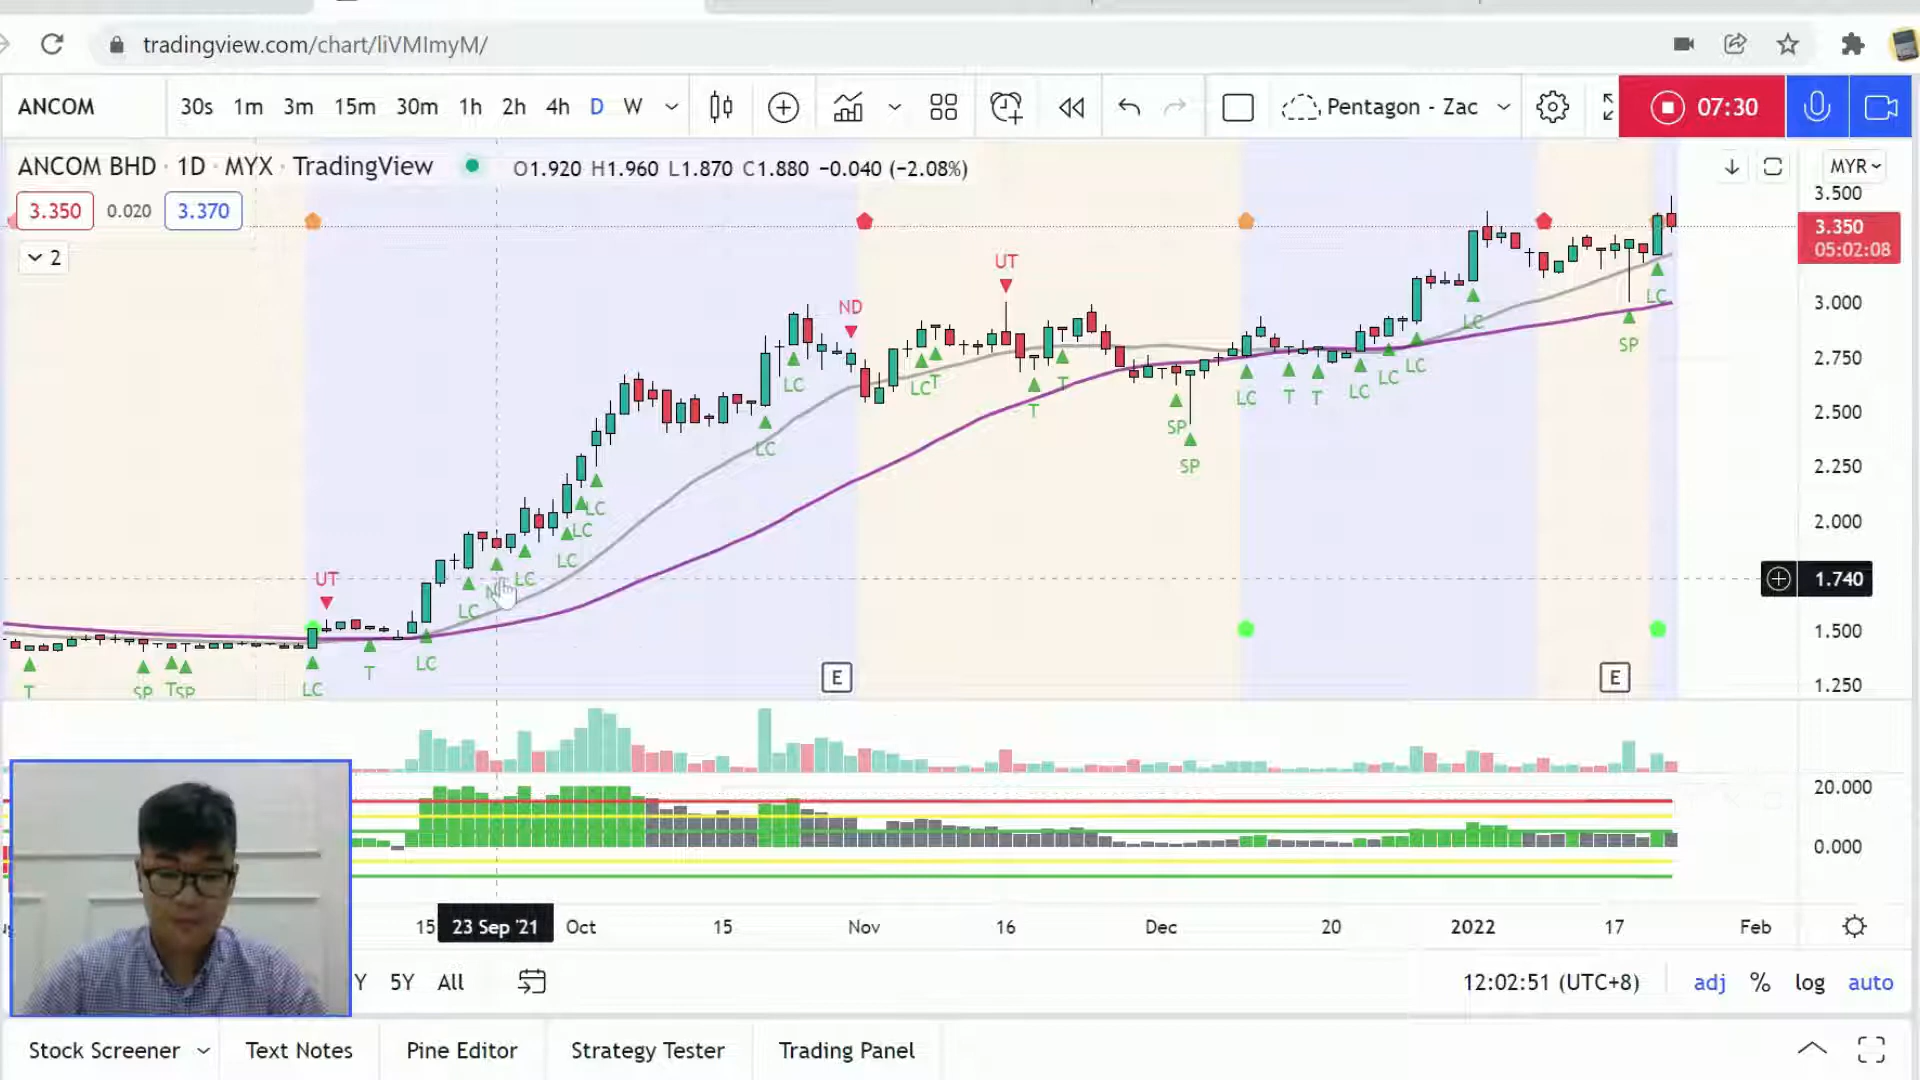 tradingview.com/chart/liVMImyM/
ANCOM 30s 1m 3m 15m 30m 1h 2h 4h D W Pentagon - Zac 07:30
ANCOM BHD · 1D · MYX · TradingView O1.920 H1.960 L1.870 C1.880 −0.040 (−2.08%) MYR
3.350 0.020 3.370
2
3.500
3.350
05:02:08
3.000
2.750
2.500
2.250
2.000
1.740
1.500
1.250
UT
ND
UT
LC
LC
SP
LC
LC T
T
T
LC
T
T
LC
LC
LC
SP
SP
LC
LC
LC
LC
LC
LC
LC
UT
LC
T
LC
T
SP
T
SP
LC
E
E
20.000
0.000
15 23 Sep '21 Oct 15 Nov 16 Dec 20 2022 17 Feb
Y 5Y All 12:02:51 (UTC+8) adj % log auto
Stock Screener Text Notes Pine Editor Strategy Tester Trading Panel